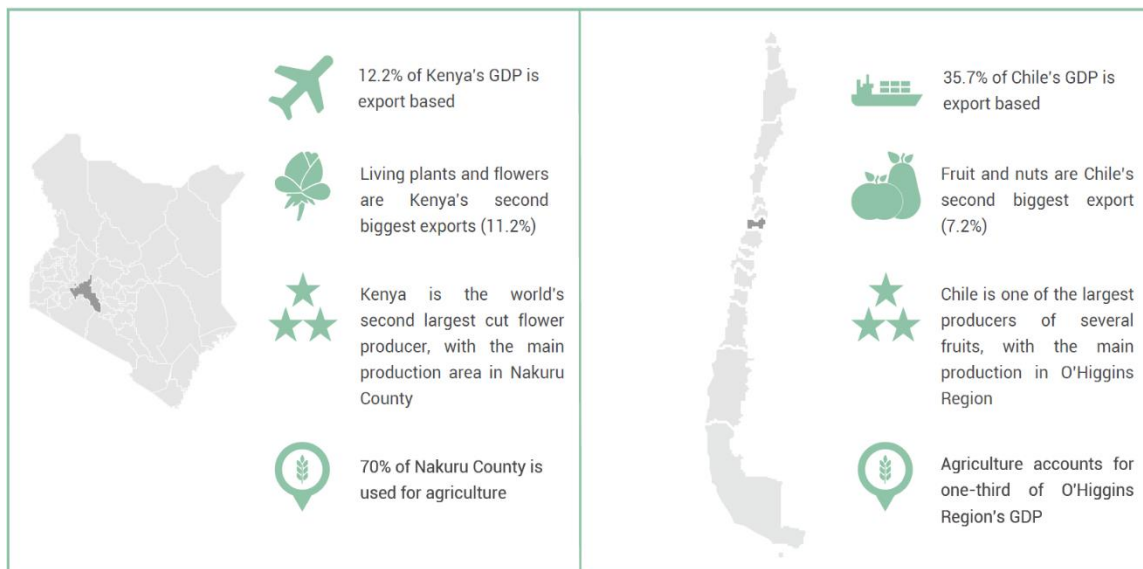 12.2% of Kenya's GDP is
export based
Living plants and flowers
are Kenya's second
biggest exports (11.2%)
Kenya is the world's
second largest cut flower
producer, with the main
production area in Nakuru
County
70% of Nakuru County is
used for agriculture
35.7% of Chile's GDP is
export based
Fruit and nuts are Chile's
second biggest export
(7.2%)
Chile is one of the largest
producers of several
fruits, with the main
production in O'Higgins
Region
Agriculture accounts for
one-third of O'Higgins
Region's GDP